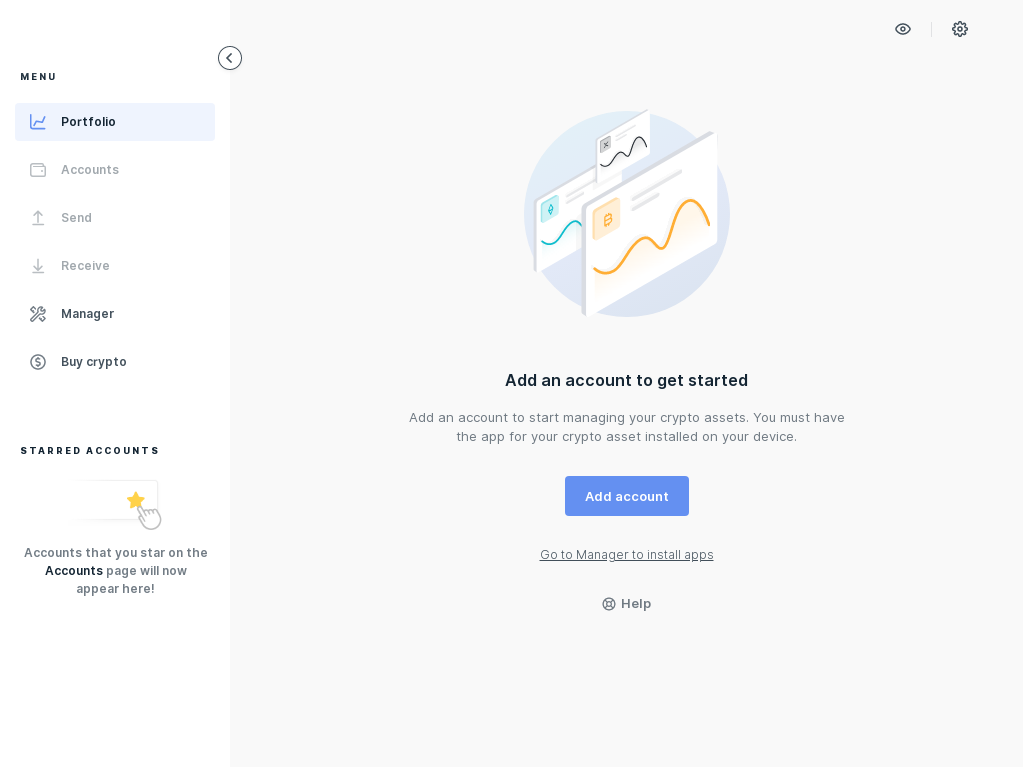 MENU
Portfolio
Accounts
Send
Receive
Manager
Buy crypto
STARRED ACCOUNTS
Accounts that you star on the
Accounts page will now
appear here!
Add an account to get started
Add an account to start managing your crypto assets. You must have
the app for your crypto asset installed on your device.
Add account
Go to Manager to install apps
Help